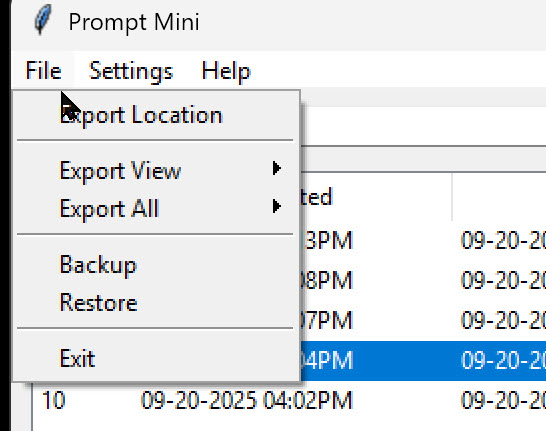 Prompt Mini
File Settings Help
Export Location
Export View
Export All
ted
3PM 09-20-20
Backup
08PM 09-20-20
Restore
07PM 09-20-20
Exit
04PM 09-20-20
10 09-20-2025 04:02PM 09-20-20